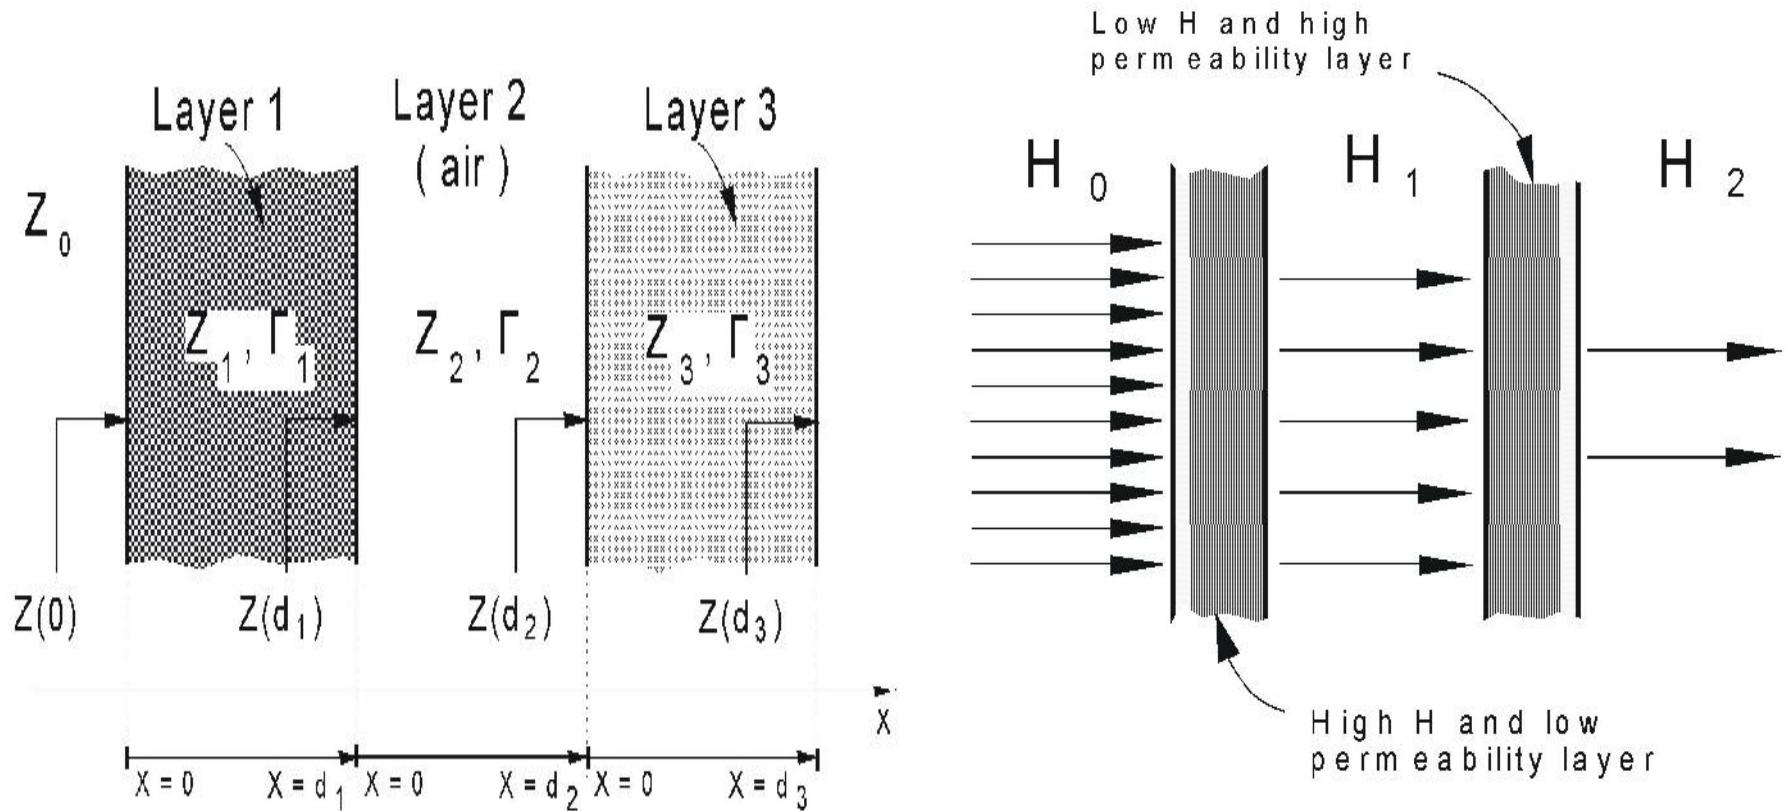 Layer 1
Layer 2
( air )
Layer 3
Z₀
Z₁, Γ₁
Z₂, Γ₂
Z₃, Γ₃
Z(0)
Z(d₁)
Z(d₂)
Z(d₃)
X
X = 0
X = d₁
X = 0
X = d₂
X = 0
X = d₃
Low H and high
permeability layer
H₀
H₁
H₂
High H and low
permeability layer